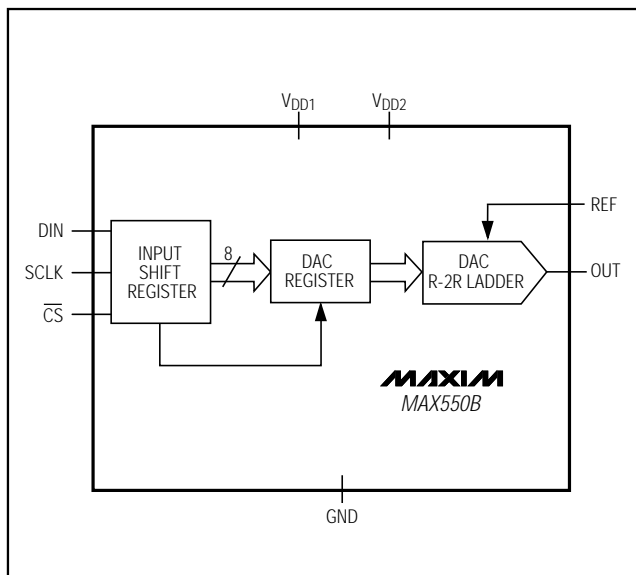 VDD1 VDD2
REF
DIN
SCLK
CS
INPUT
SHIFT
REGISTER
8
DAC
REGISTER
DAC
R-2R LADDER
OUT
MAXIM
MAX550B
GND